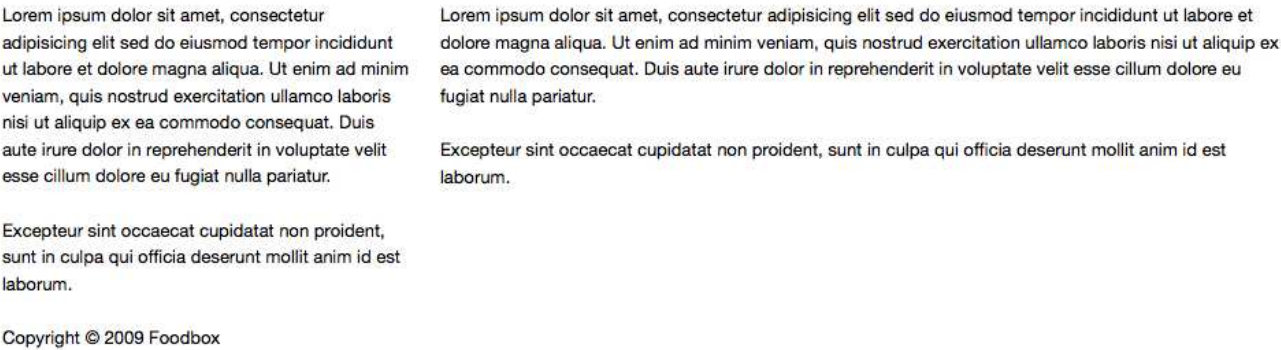 Lorem ipsum dolor sit amet, consectetur
adipisicing elit sed do eiusmod tempor incididunt
ut labore et dolore magna aliqua. Ut enim ad minim
veniam, quis nostrud exercitation ullamco laboris
nisi ut aliquip ex ea commodo consequat. Duis
aute irure dolor in reprehenderit in voluptate velit
esse cillum dolore eu fugiat nulla pariatur.
Excepteur sint occaecat cupidatat non proident,
sunt in culpa qui officia deserunt mollit anim id est
laborum.
Lorem ipsum dolor sit amet, consectetur adipisicing elit sed do eiusmod tempor incididunt ut labore et
dolore magna aliqua. Ut enim ad minim veniam, quis nostrud exercitation ullamco laboris nisi ut aliquip ex
ea commodo consequat. Duis aute irure dolor in reprehenderit in voluptate velit esse cillum dolore eu
fugiat nulla pariatur.
Excepteur sint occaecat cupidatat non proident, sunt in culpa qui officia deserunt mollit anim id est
laborum.
Copyright © 2009 Foodbox